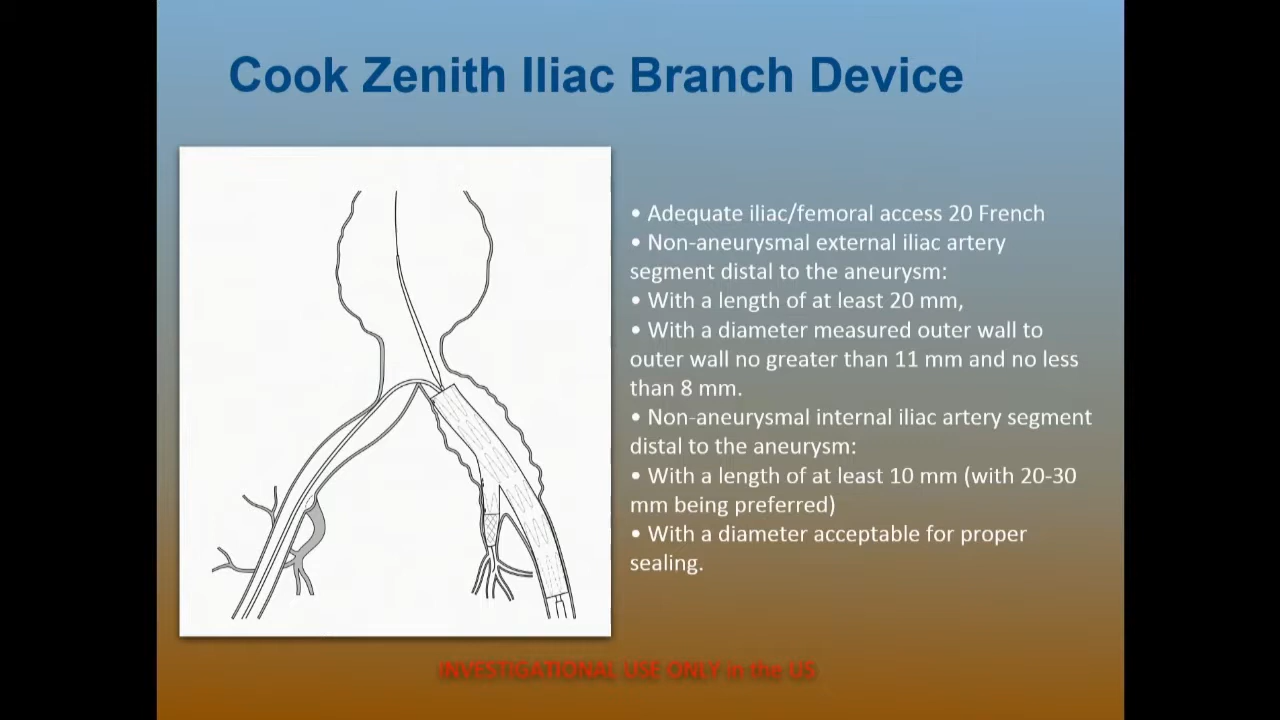 Cook Zenith Iliac Branch Device
• Adequate iliac/femoral access 20 French
• Non-aneurysmal external iliac artery
segment distal to the aneurysm:
• With a length of at least 20 mm,
• With a diameter measured outer wall to
outer wall no greater than 11 mm and no less
than 8 mm.
• Non-aneurysmal internal iliac artery segment
distal to the aneurysm:
• With a length of at least 10 mm (with 20-30
mm being preferred)
• With a diameter acceptable for proper
sealing.
INVESTIGATIONAL USE ONLY in the US